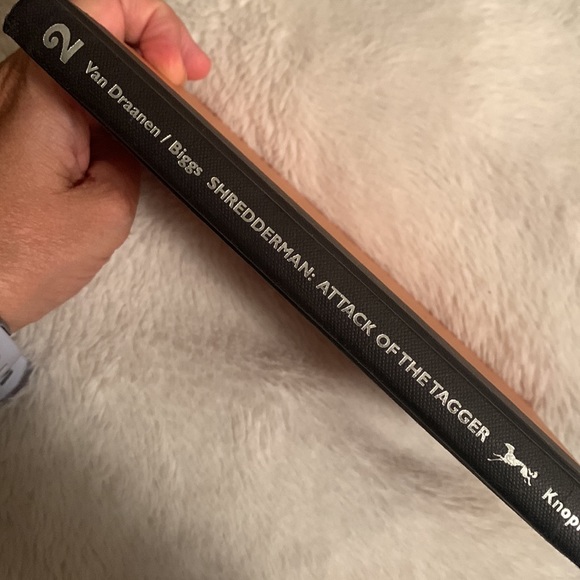 2 Van Draanen / Biggs SHREDDERMAN: ATTACK OF THE TAGGER Knopf